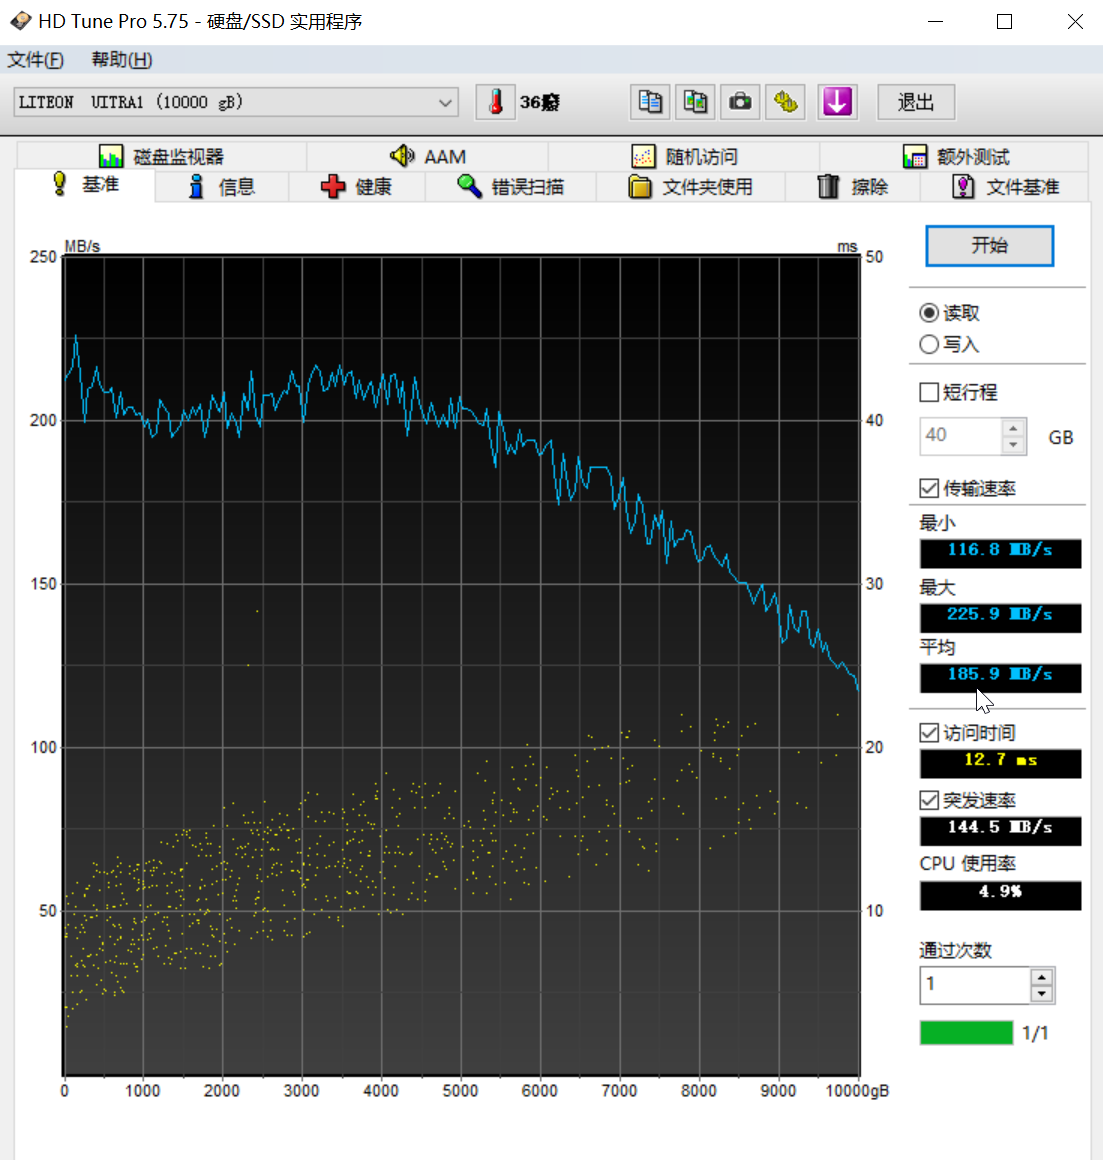 HD Tune Pro 5.75 - 硬盘/SSD 实用程序
文件(F) 帮助(H)
LITEON UITRA1 (10000 gB) 36癈 退出
磁盘监视器 AAM 随机访问 额外测试
基准 信息 健康 错误扫描 文件夹使用 擦除 文件基准
MB/s ms
250 50
200 40
150 30
100 20
50 10
0 1000 2000 3000 4000 5000 6000 7000 8000 9000 10000gB
开始
读取
写入
短行程
40 GB
传输速率
最小
116.8 MB/s
最大
225.9 MB/s
平均
185.9 MB/s
访问时间
12.7 ms
突发速率
144.5 MB/s
CPU 使用率
4.9%
通过次数
1
1/1